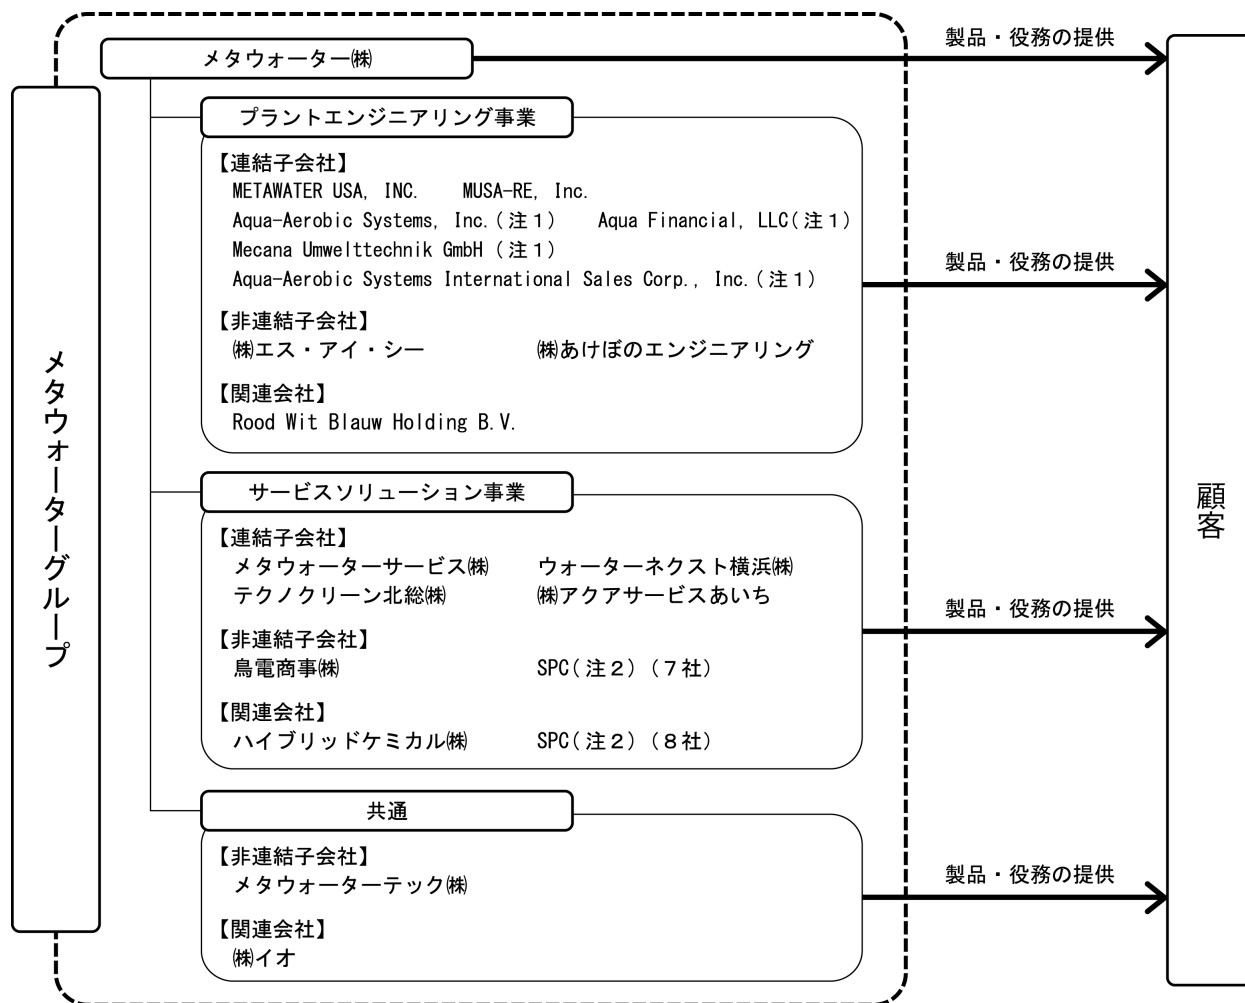 メタウォーターグループ
メタウォーター㈱
製品・役務の提供
プラントエンジニアリング事業
【連結子会社】
METAWATER USA, INC.　MUSA-RE, Inc.
Aqua-Aerobic Systems, Inc.(注１)　Aqua Financial, LLC(注１)
Mecana Umwelttechnik GmbH (注１)
Aqua-Aerobic Systems International Sales Corp., Inc.(注１)
【非連結子会社】
㈱エス・アイ・シー　㈱あけぼのエンジニアリング
【関連会社】
Rood Wit Blauw Holding B.V.
製品・役務の提供
サービスソリューション事業
【連結子会社】
メタウォーターサービス㈱　ウォーターネクスト横浜㈱
テクノクリーン北総㈱　㈱アクアサービスあいち
【非連結子会社】
鳥電商事㈱　SPC(注２)（７社）
【関連会社】
ハイブリッドケミカル㈱　SPC(注２)（８社）
製品・役務の提供
共通
【非連結子会社】
メタウォーターテック㈱
【関連会社】
㈱イオ
製品・役務の提供
顧客